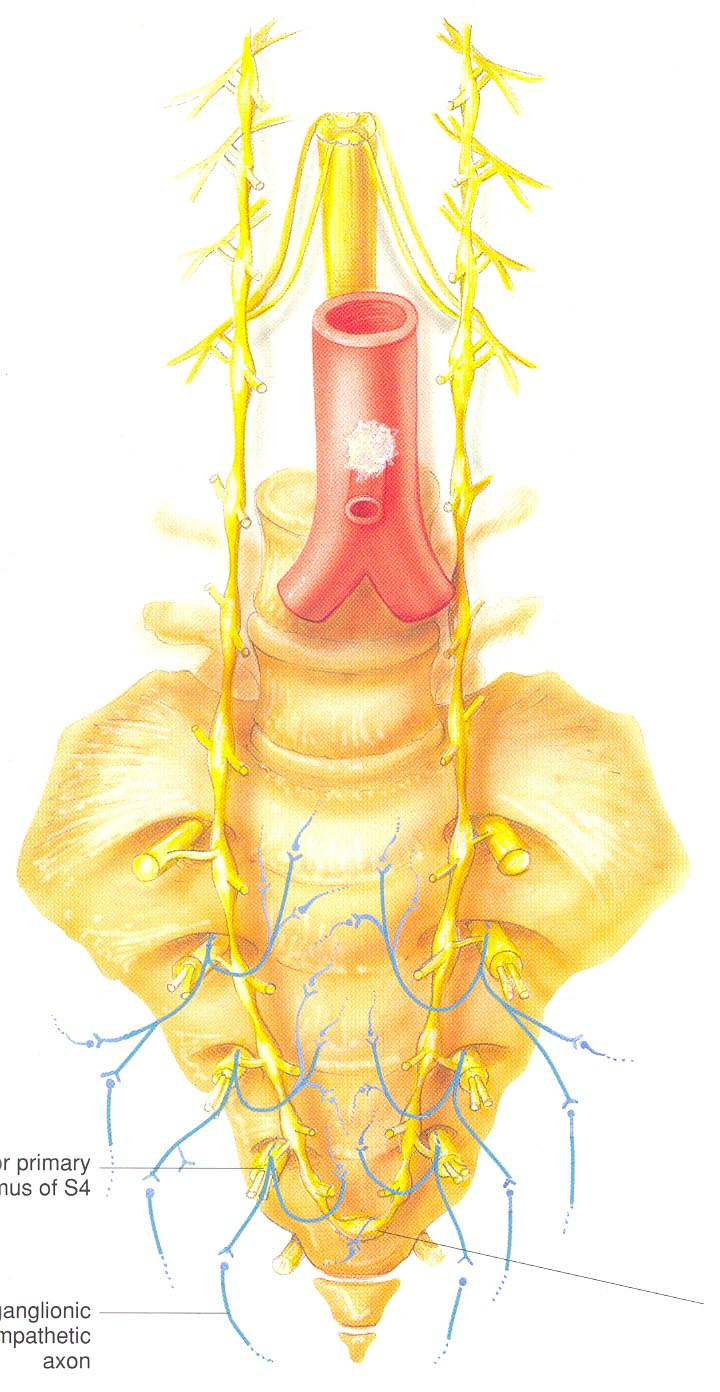 or primary
mus of S4
ganglionic
mpathetic
axon